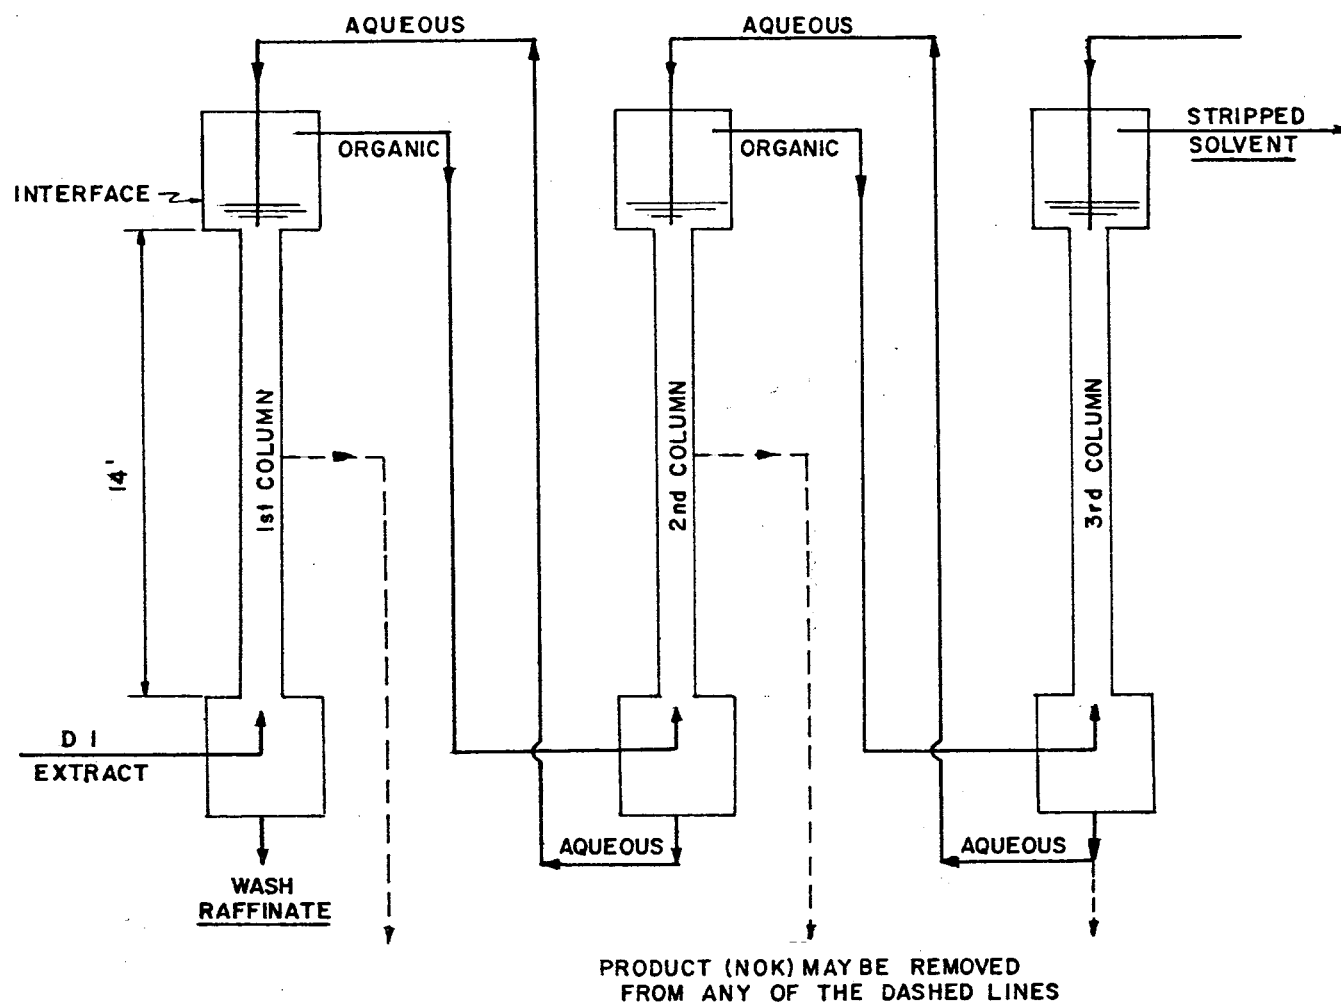 AQUEOUS
AQUEOUS
STRIPPED
SOLVENT
ORGANIC
ORGANIC
INTERFACE
14'
1st COLUMN
2nd COLUMN
3rd COLUMN
D I
EXTRACT
AQUEOUS
AQUEOUS
WASH
RAFFINATE
PRODUCT (NOK) MAY BE REMOVED
FROM ANY OF THE DASHED LINES